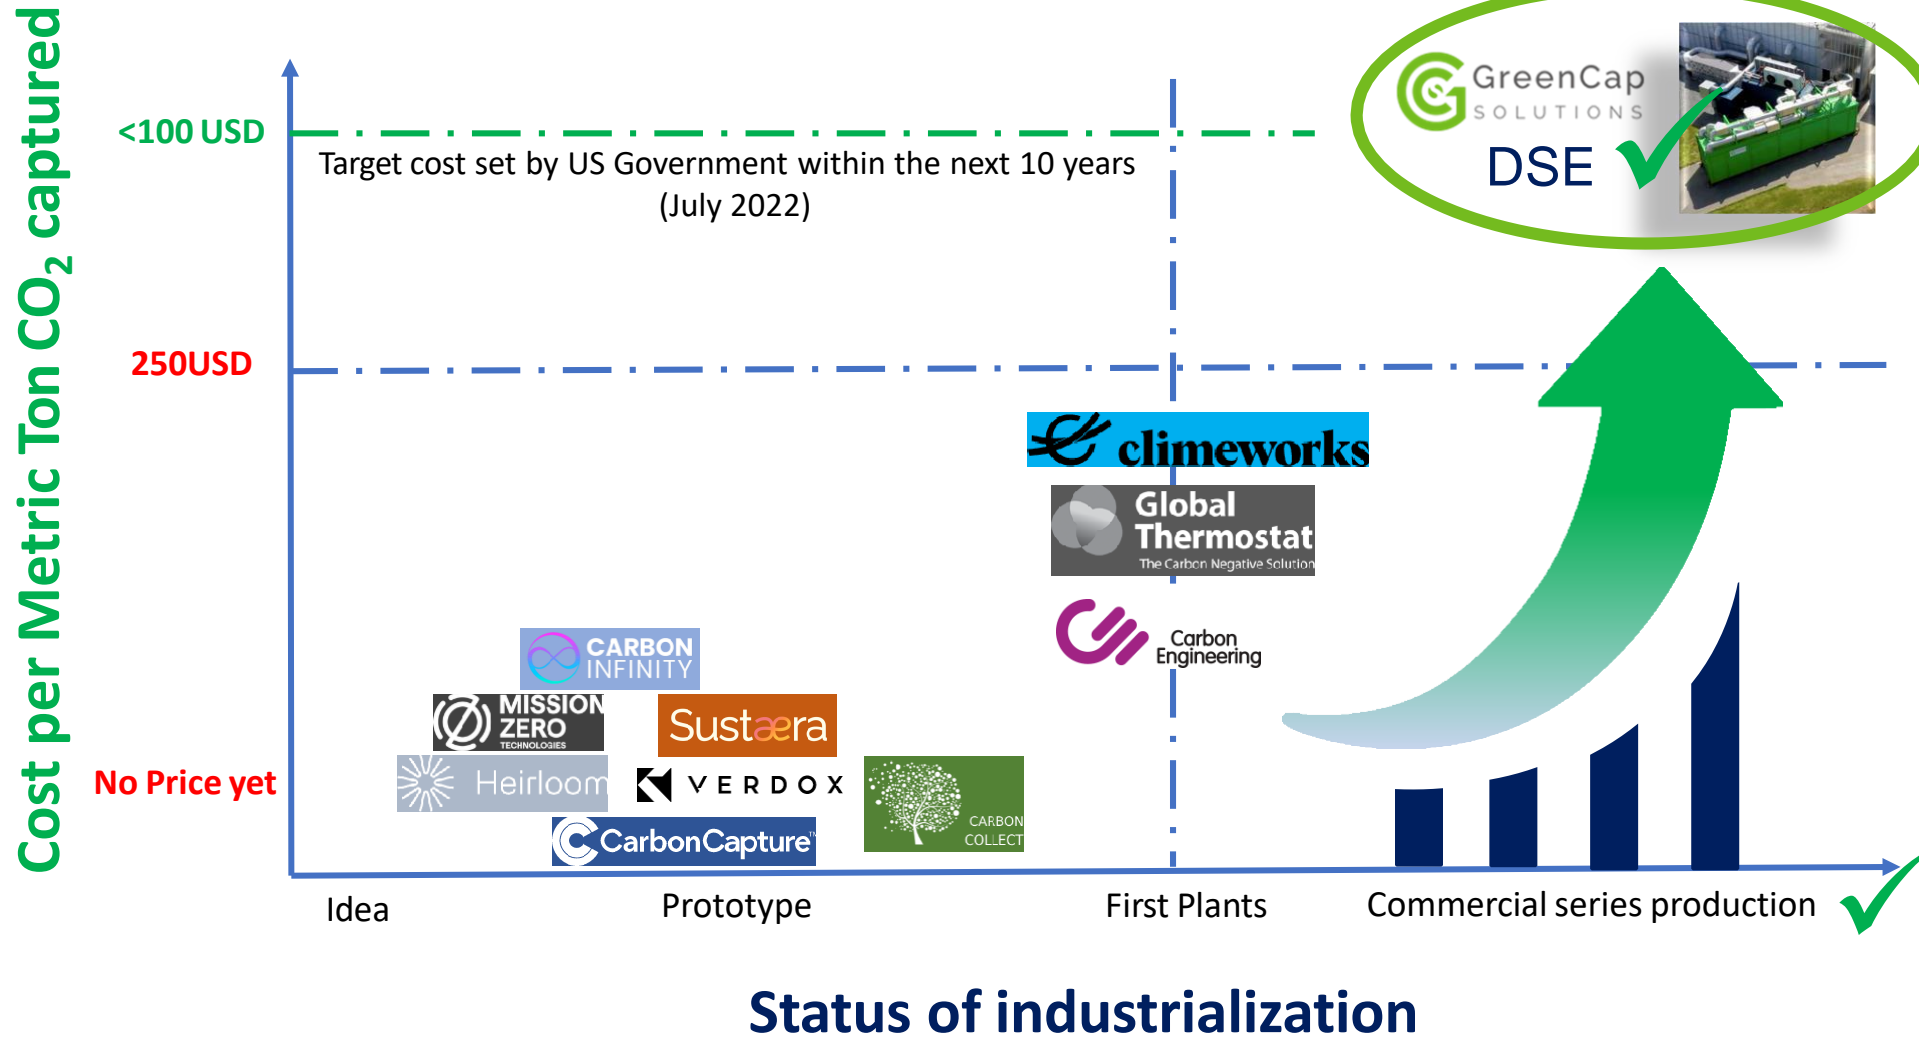 Cost per Metric Ton CO₂ captured
<100 USD
Target cost set by US Government within the next 10 years
(July 2022)
GreenCap
SOLUTIONS
DSE
250USD
climeworks
Global
Thermostat
The Carbon Negative Solution
Carbon
Engineering
CARBON
INFINITY
MISSION
ZERO
TECHNOLOGIES
Sustæra
No Price yet
Heirloom
VERDOX
CARBON
COLLECT
CarbonCapture™
Idea
Prototype
First Plants
Commercial series production
Status of industrialization